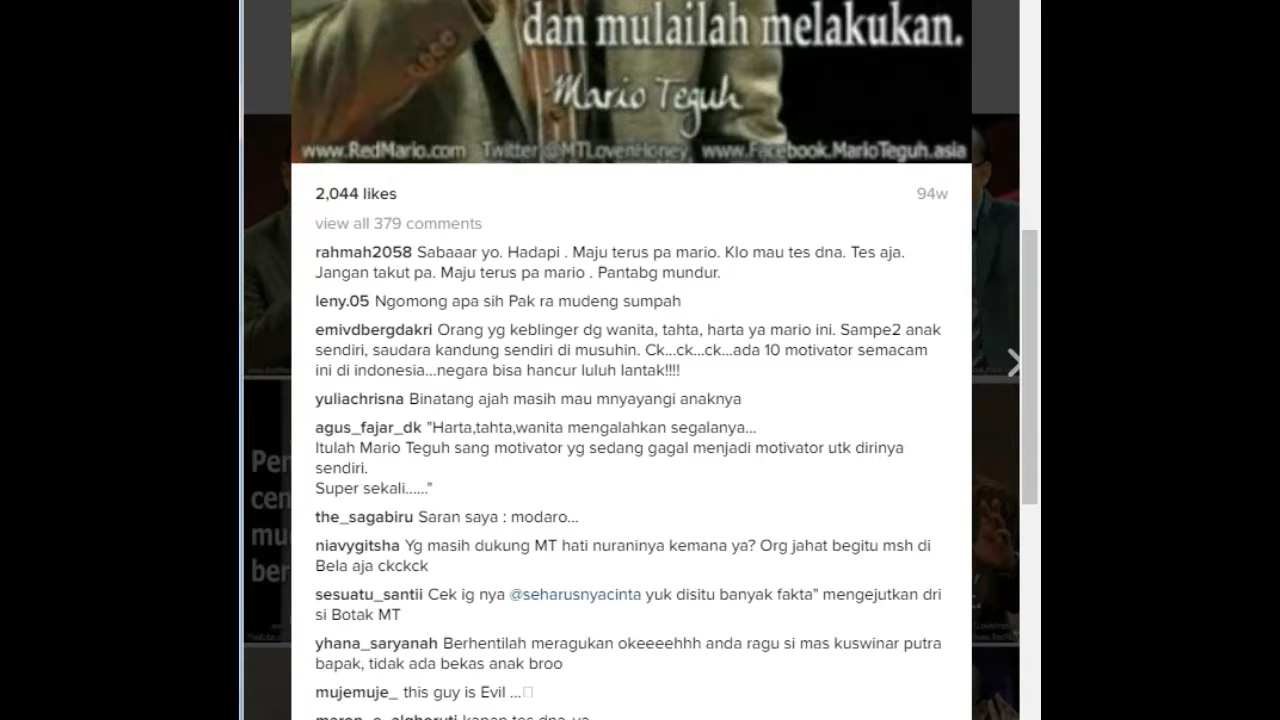 dan mulailah melakukan.
Mario Teguh
www.RedMario.com Twitter @MTLovenHoney www.Facebook.MarioTeguh.asia
2,044 likes 94w
view all 379 comments
rahmah2058 Sabaaar yo. Hadapi . Maju terus pa mario. Klo mau tes dna. Tes aja.
Jangan takut pa. Maju terus pa mario . Pantabg mundur.
leny.05 Ngomong apa sih Pak ra mudeng sumpah
emivdbergdakri Orang yg keblinger dg wanita, tahta, harta ya mario ini. Sampe2 anak
sendiri, saudara kandung sendiri di musuhin. Ck...ck...ck...ada 10 motivator semacam
ini di indonesia...negara bisa hancur luluh lantak!!!!
yuliachrisna Binatang ajah masih mau mnyayangi anaknya
agus_fajar_dk "Harta,tahta,wanita mengalahkan segalanya...
Itulah Mario Teguh sang motivator yg sedang gagal menjadi motivator utk dirinya
sendiri.
Super sekali......"
the_sagabiru Saran saya : modaro...
niavygitsha Yg masih dukung MT hati nuraninya kemana ya? Org jahat begitu msh di
Bela aja ckckck
sesuatu_santii Cek ig nya @seharusnyacinta yuk disitu banyak fakta" mengejutkan dri
si Botak MT
yhana_saryanah Berhentilah meragukan okeeeehhh anda ragu si mas kuswinar putra
bapak, tidak ada bekas anak broo
mujemuje_ this guy is Evil ...